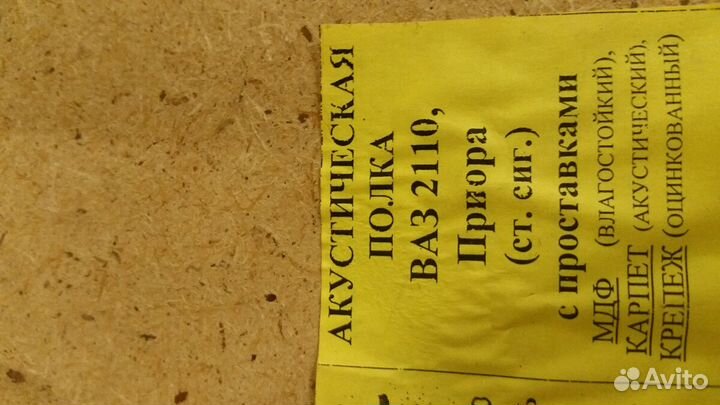 АКУСТИЧЕСКАЯ
ПОЛКА
ВАЗ 2110,
Приора
(ст. сиг.)
с проставками
МДФ (ВЛАГОСТОЙКИЙ),
КАРПЕТ (АКУСТИЧЕСКИЙ),
КРЕПЕЖ (ОЦИНКОВАННЫЙ)
Avito